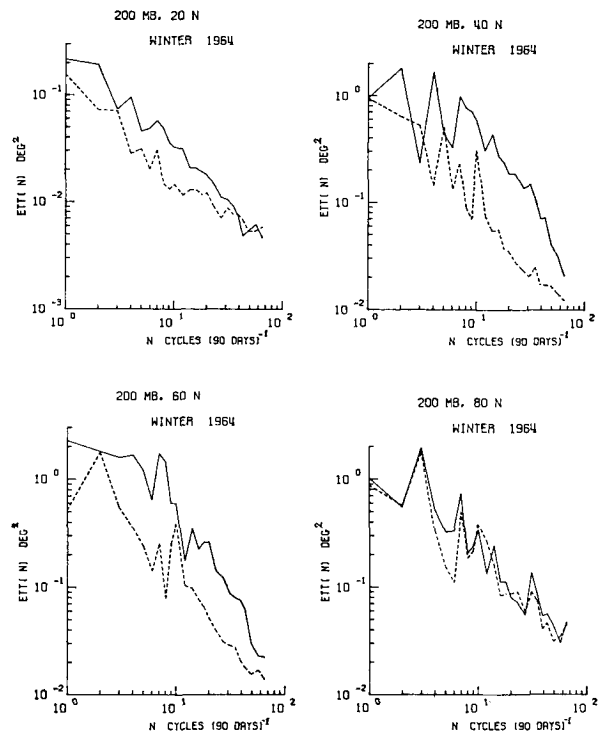 200 MB. 20 N
WINTER 1964
10⁻¹
10⁻²
10⁻³
ETT( N) DEG²
10⁰ 10¹ 10²
N CYCLES (90 DAYS)⁻¹
200 MB. 40 N
WINTER 1964
10⁰
10⁻¹
10⁻²
ETT( N) DEG²
10⁰ 10¹ 10²
N CYCLES (90 DAYS)⁻¹
200 MB. 60 N
WINTER 1964
10⁰
10⁻¹
10⁻²
ETT( N) DEG²
10⁰ 10¹ 10²
N CYCLES (90 DAYS)⁻¹
200 MB. 80 N
WINTER 1964
10⁰
10⁻¹
10⁻²
ETT( N) DEG²
10⁰ 10¹ 10²
N CYCLES (90 DAYS)⁻¹